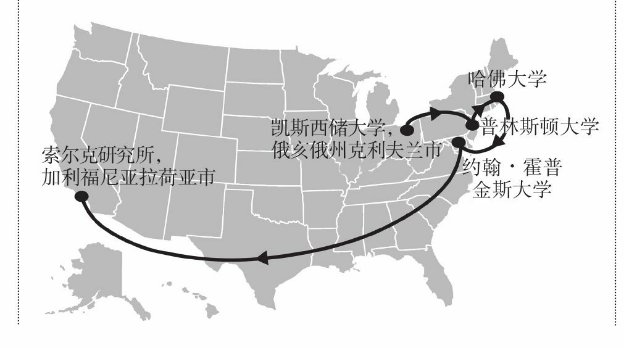 哈佛大学
凯斯西储大学，
俄亥俄州克利夫兰市
普林斯顿大学
索尔克研究所，
加利福尼亚拉荷亚市
约翰·霍普
金斯大学